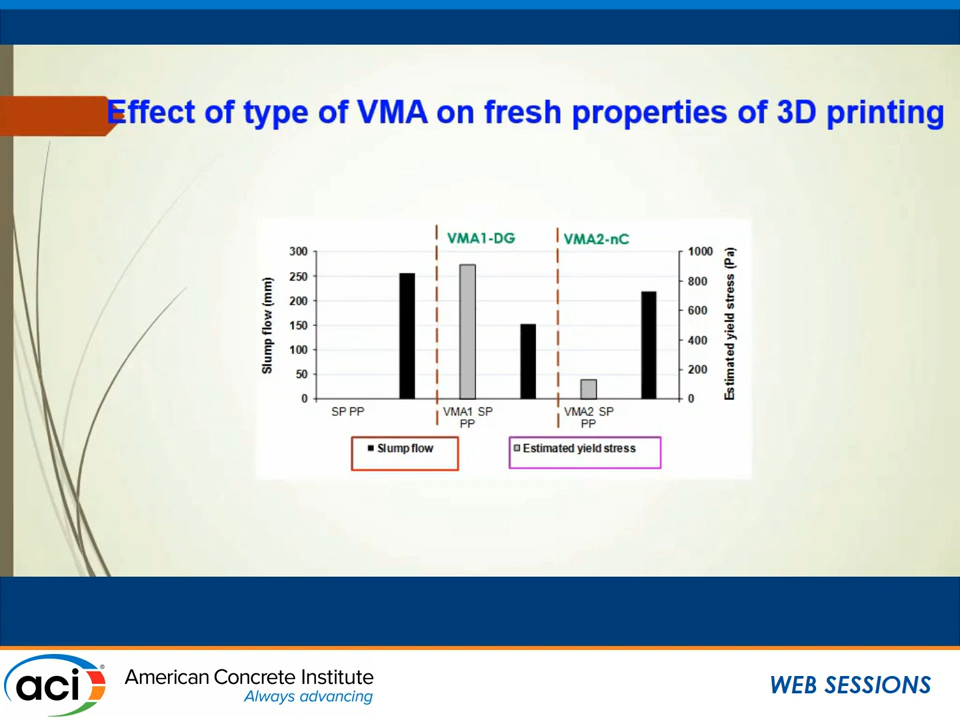 Effect of type of VMA on fresh properties of 3D printing
VMA1-DG
VMA2-nC
300
250
200
150
100
50
0
Slump flow (mm)
1000
800
600
400
200
0
Estimated yield stress (Pa)
SP PP
VMA1 SP
PP
VMA2 SP
PP
Slump flow
Estimated yield stress
aci®
American Concrete Institute
Always advancing
WEB SESSIONS